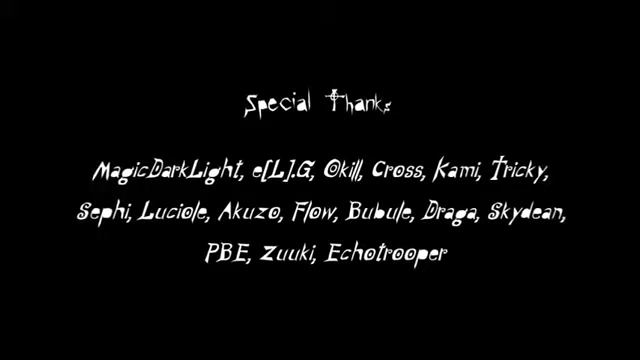 Special Thanks
MagicDarkLight, e[L].G, Okill, Cross, Kami, Tricky,
Sephi, Luciole, Akuzo, Flow, Bubule, Draga, Skydean,
PBE, Zuuki, Echotrooper